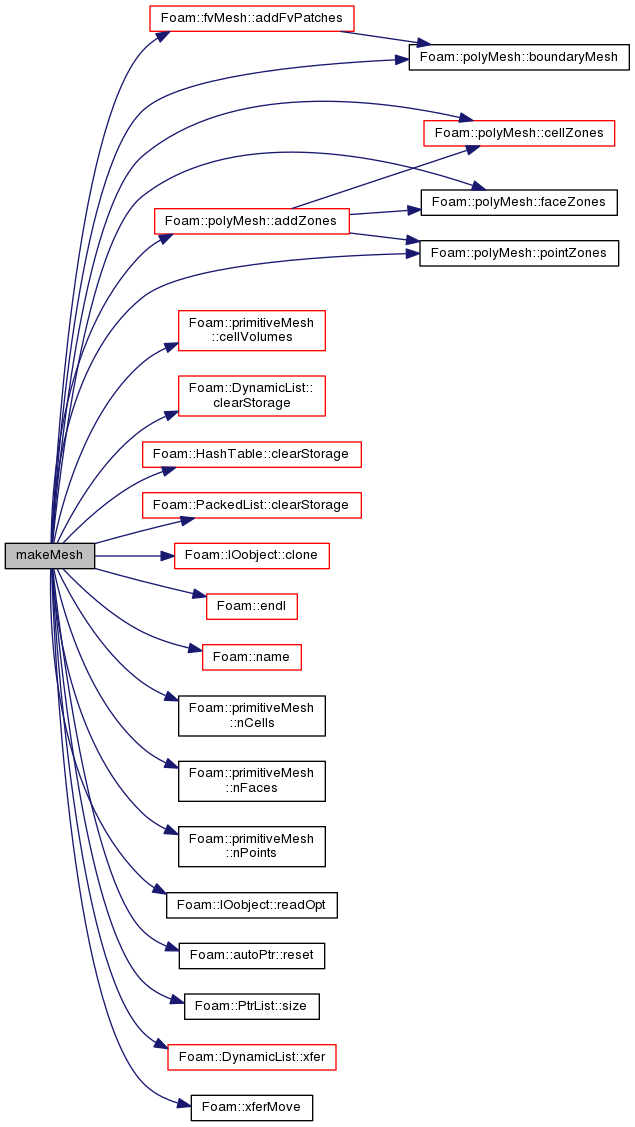 Foam::fvMesh::addFvPatches
Foam::polyMesh::boundaryMesh
Foam::polyMesh::cellZones
Foam::polyMesh::faceZones
Foam::polyMesh::addZones
Foam::polyMesh::pointZones
Foam::primitiveMesh
::cellVolumes
Foam::DynamicList::
clearStorage
Foam::HashTable::clearStorage
Foam::PackedList::clearStorage
makeMesh
Foam::IOobject::clone
Foam::endl
Foam::name
Foam::primitiveMesh
::nCells
Foam::primitiveMesh
::nFaces
Foam::primitiveMesh
::nPoints
Foam::IOobject::readOpt
Foam::autoPtr::reset
Foam::PtrList::size
Foam::DynamicList::xfer
Foam::xferMove